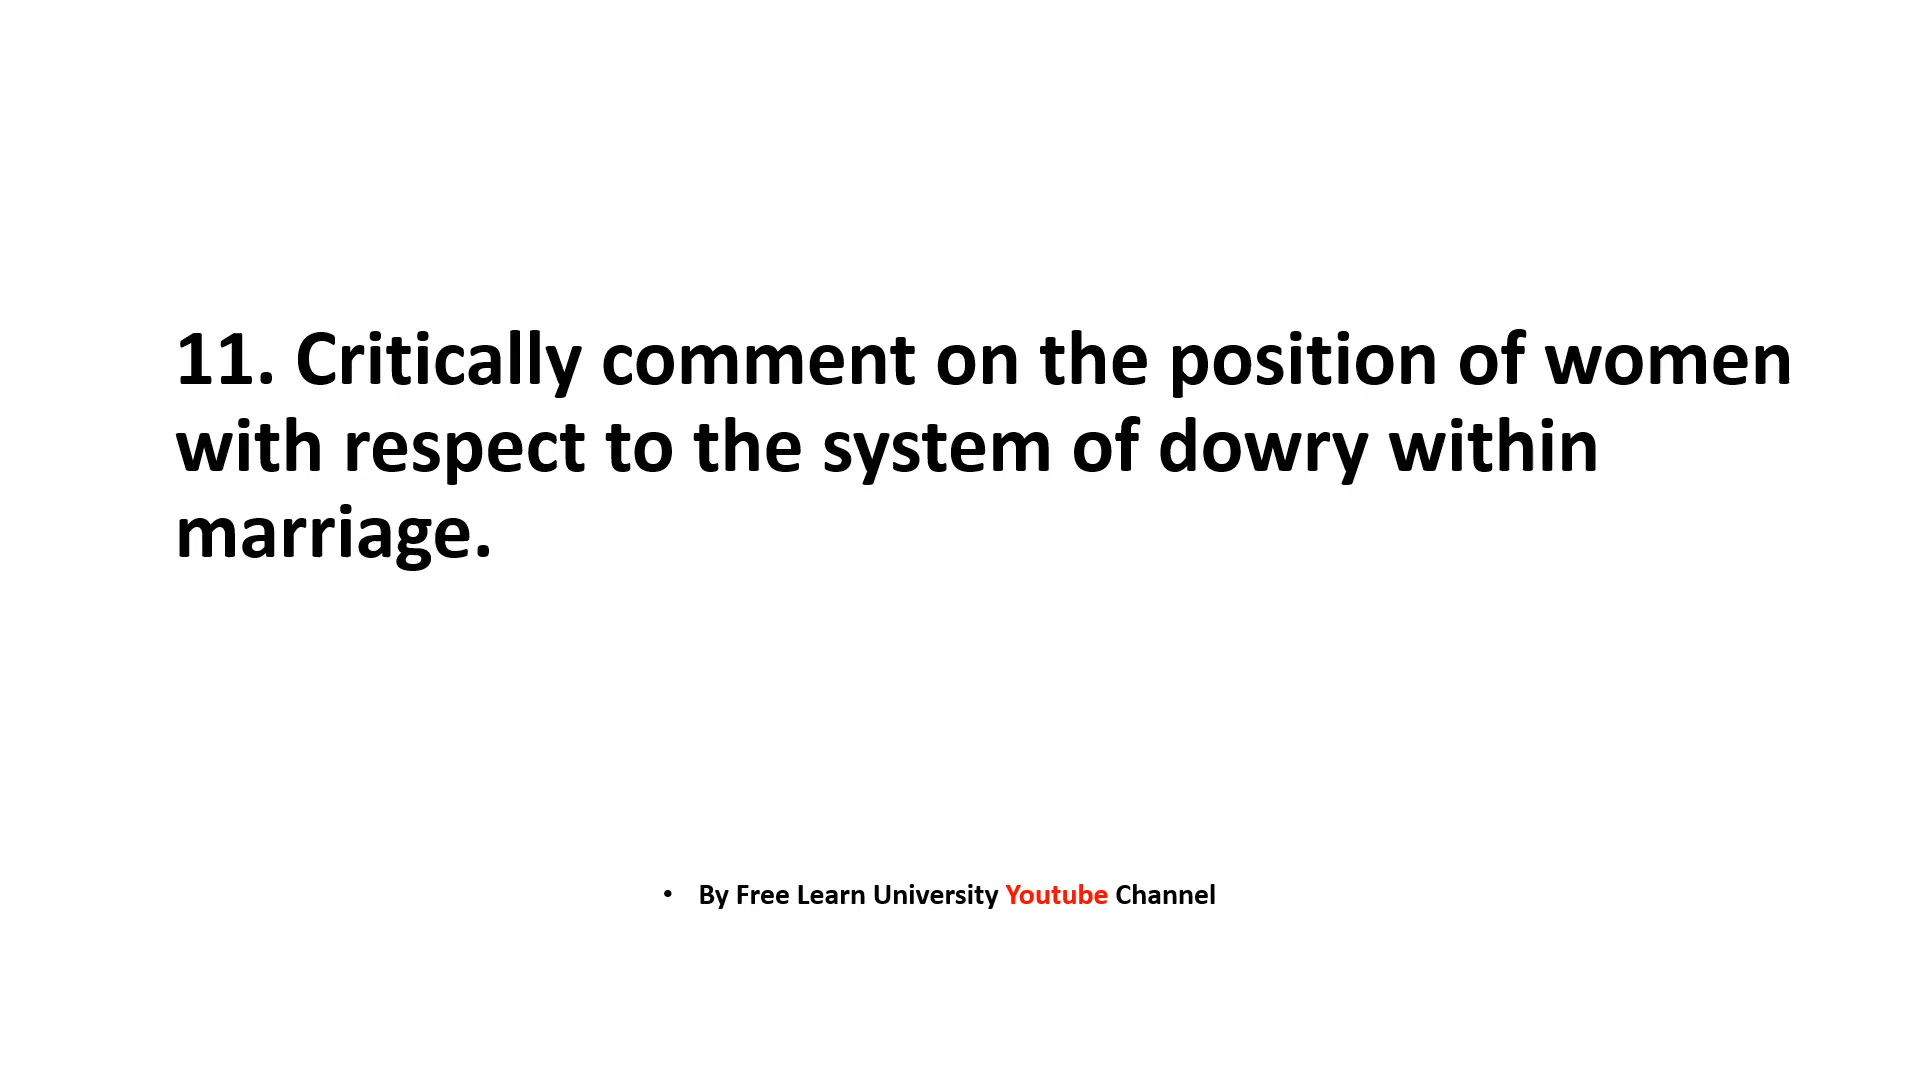 11. Critically comment on the position of women
with respect to the system of dowry within
marriage.
• By Free Learn University Youtube Channel